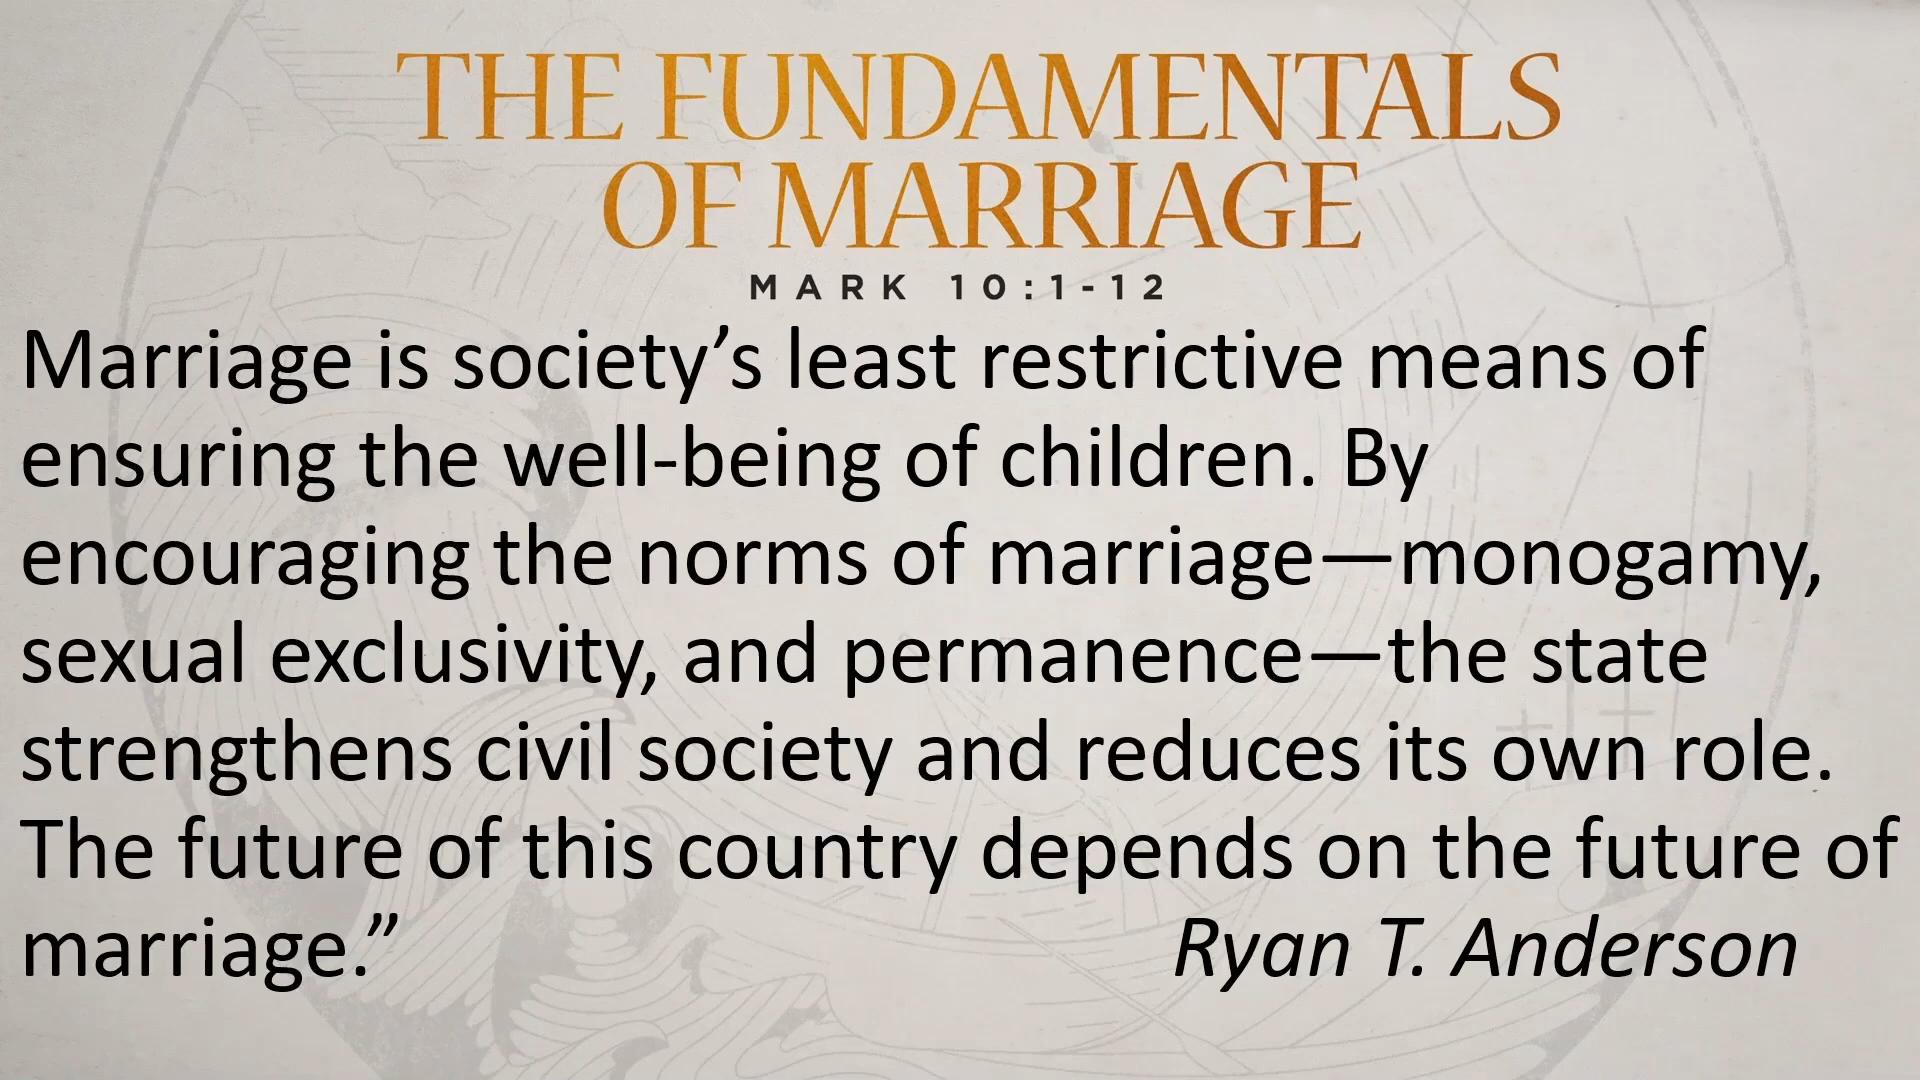 THE FUNDAMENTALS
OF MARRIAGE
MARK 10:1-12
Marriage is society’s least restrictive means of
ensuring the well-being of children. By
encouraging the norms of marriage—monogamy,
sexual exclusivity, and permanence—the state
strengthens civil society and reduces its own role.
The future of this country depends on the future of
marriage.” Ryan T. Anderson